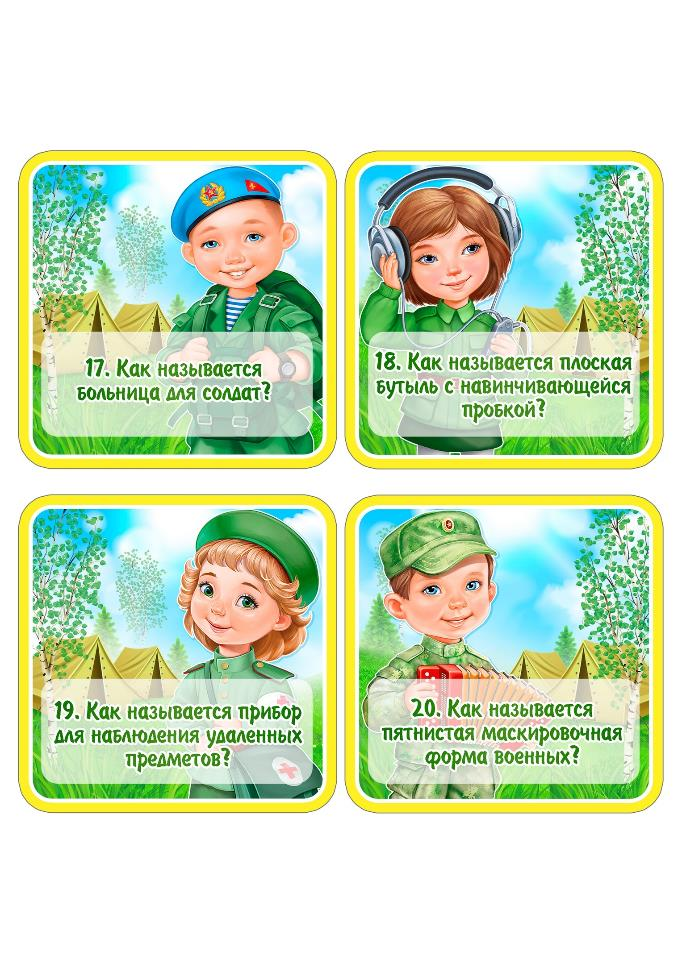 17. Как называется
больница для солдат?
18. Как называется плоская
бутыль с навинчивающейся
пробкой?
19. Как называется прибор
для наблюдения удаленных
предметов?
20. Как называется
пятнистая маскировочная
форма военных?